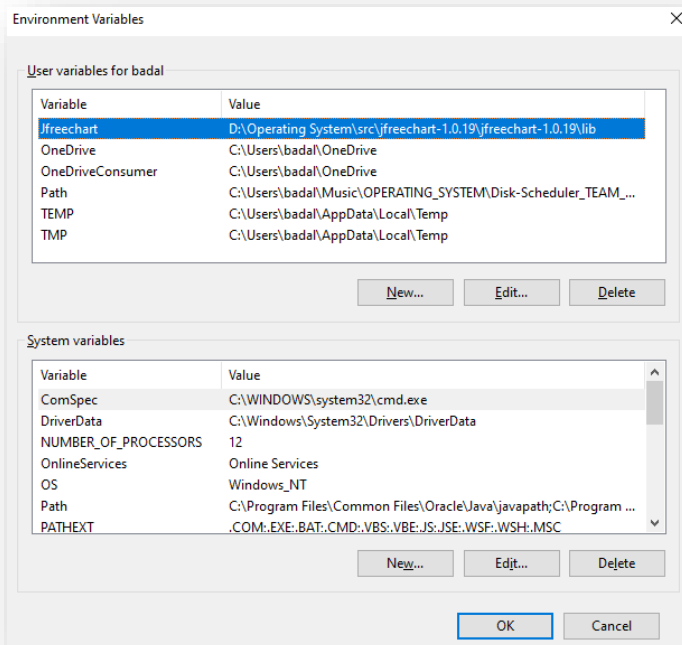 Environment Variables
User variables for badal
Variable Value
Jfreechart D:\Operating System\src\jfreechart-1.0.19\jfreechart-1.0.19\lib
OneDrive C:\Users\badal\OneDrive
OneDriveConsumer C:\Users\badal\OneDrive
Path C:\Users\badal\Music\OPERATING_SYSTEM\Disk-Scheduler_TEAM_...
TEMP C:\Users\badal\AppData\Local\Temp
TMP C:\Users\badal\AppData\Local\Temp
New... Edit... Delete
System variables
Variable Value
ComSpec C:\WINDOWS\system32\cmd.exe
DriverData C:\Windows\System32\Drivers\DriverData
NUMBER_OF_PROCESSORS 12
OnlineServices Online Services
OS Windows_NT
Path C:\Program Files\Common Files\Oracle\Java\javapath;C:\Program ...
PATHEXT .COM;.EXE;.BAT;.CMD;.VBS;.VBE;.JS;.JSE;.WSF;.WSH;.MSC
New... Edit... Delete
OK Cancel